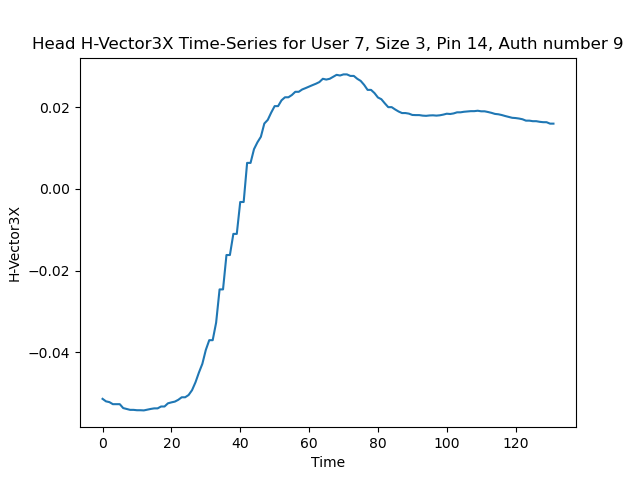 Head H-Vector3X Time-Series for User 7, Size 3, Pin 14, Auth number 9
H-Vector3X
0.02
0.00
−0.02
−0.04
0 20 40 60 80 100 120
Time